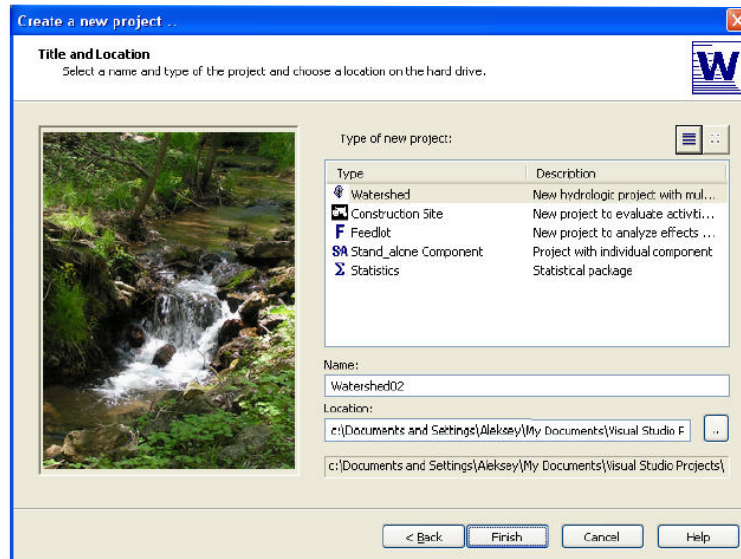 Create a new project ..
Title and Location
Select a name and type of the project and choose a location on the hard drive.
W
Type of new project:
Type Description
Watershed New hydrologic project with mul...
Construction Site New project to evaluate activiti...
F Feedlot New project to analyze effects ...
SA Stand_alone Component Project with individual component
Σ Statistics Statistical package
Name:
Watershed02
Location:
c:\Documents and Settings\Aleksey\My Documents\Visual Studio P
..
c:\Documents and Settings\Aleksey\My Documents\Visual Studio Projects\
< Back Finish Cancel Help